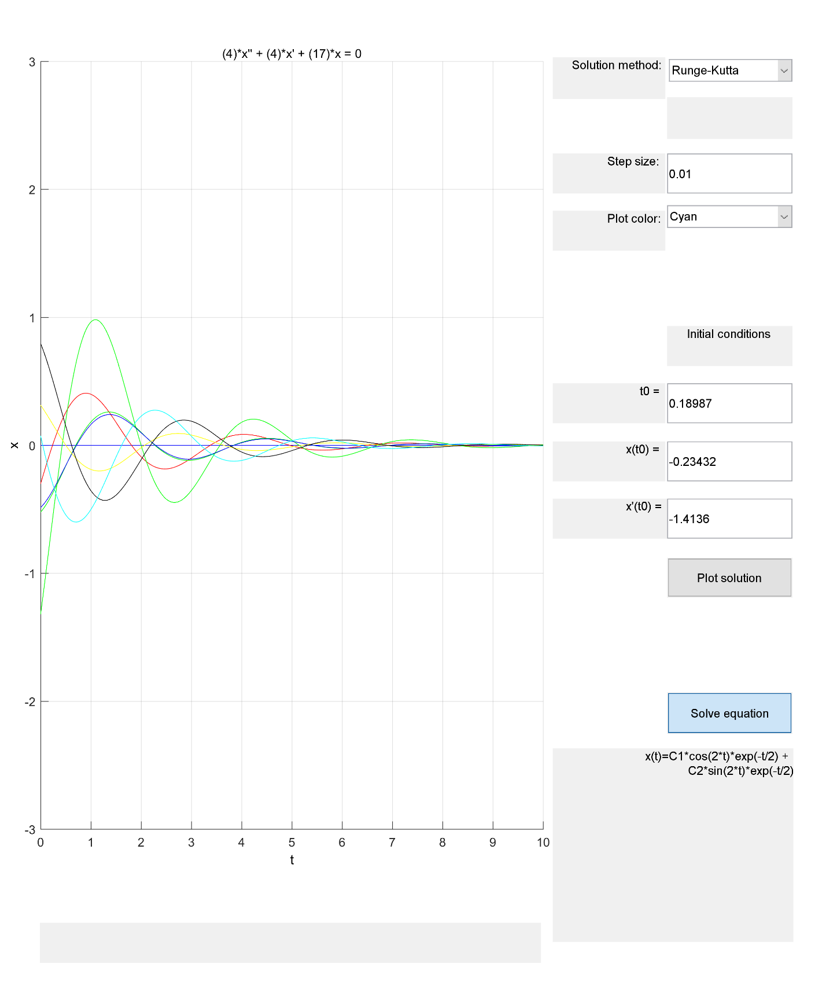 (4)*x" + (4)*x' + (17)*x = 0
3
2
1
0
-1
-2
-3
x
0 1 2 3 4 5 6 7 8 9 10
t
Solution method:
Runge-Kutta
Step size:
0.01
Plot color:
Cyan
Initial conditions
t0 =
0.18987
x(t0) =
-0.23432
x'(t0) =
-1.4136
Plot solution
Solve equation
x(t)=C1*cos(2*t)*exp(-t/2) +
C2*sin(2*t)*exp(-t/2)